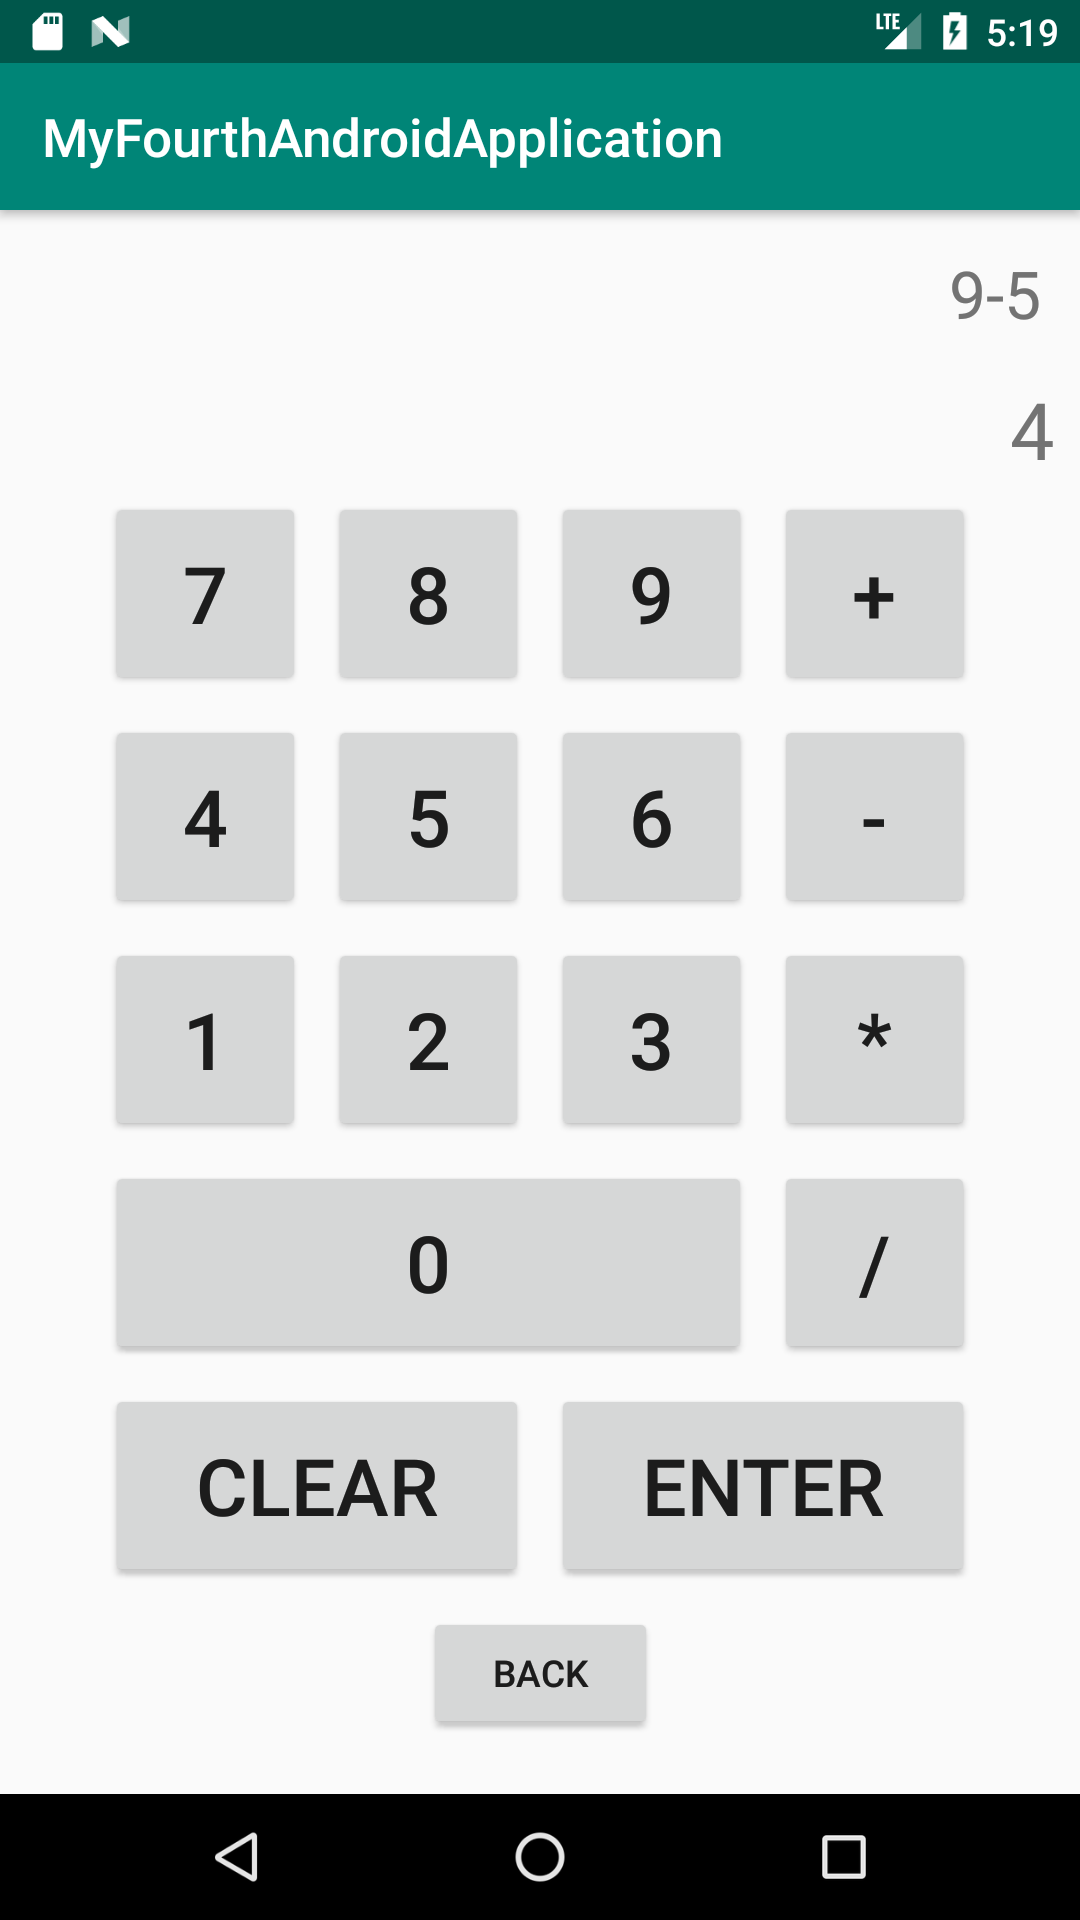 LTE 5:19
MyFourthAndroidApplication
9-5
4
7 8 9 +
4 5 6 -
1 2 3 *
0 /
CLEAR ENTER
BACK